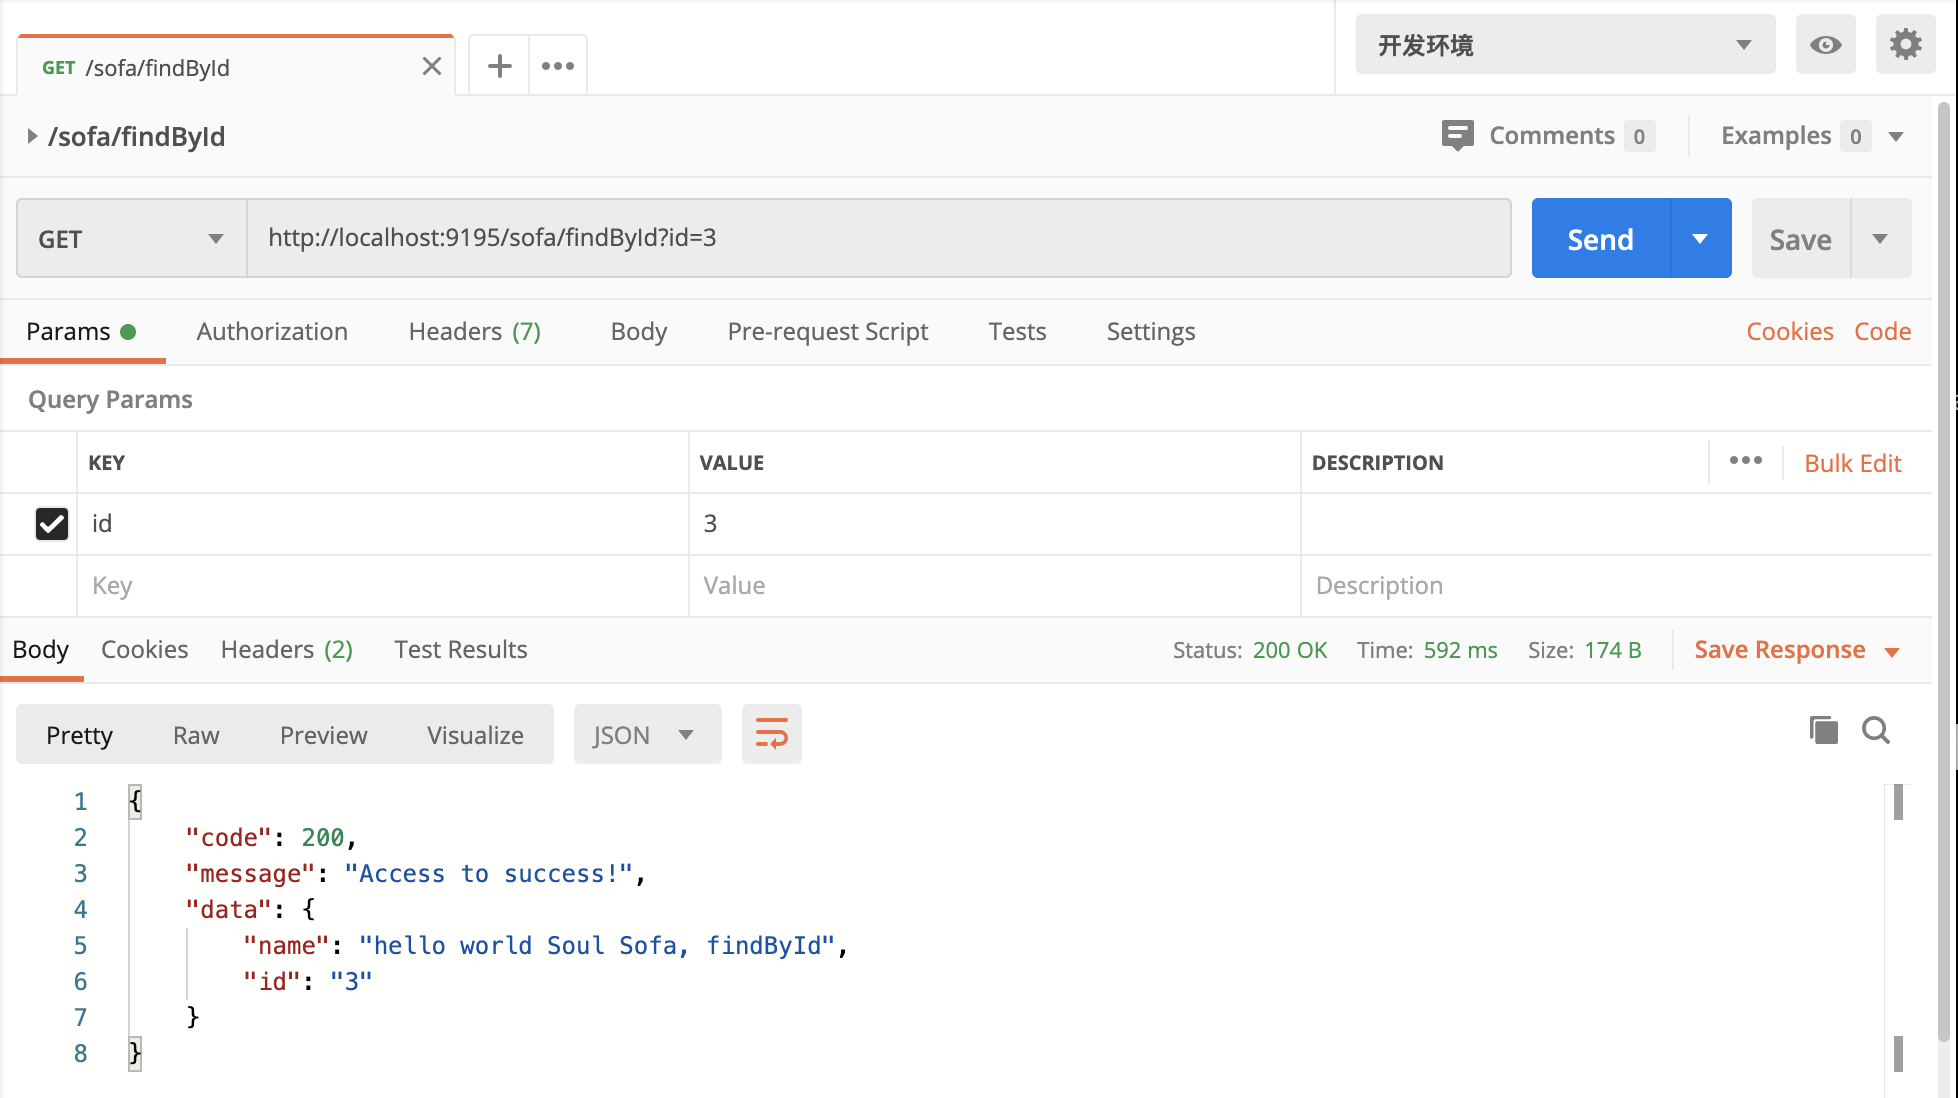 GET /sofa/findById
开发环境
/sofa/findById
Comments 0
Examples 0
GET
http://localhost:9195/sofa/findById?id=3
Send
Save
Params
Authorization
Headers (7)
Body
Pre-request Script
Tests
Settings
Cookies
Code
Query Params
KEY
VALUE
DESCRIPTION
Bulk Edit
id
3
Key
Value
Description
Body
Cookies
Headers (2)
Test Results
Status: 200 OK
Time: 592 ms
Size: 174 B
Save Response
Pretty
Raw
Preview
Visualize
JSON
1 {
2 "code": 200,
3 "message": "Access to success!",
4 "data": {
5 "name": "hello world Soul Sofa, findById",
6 "id": "3"
7 }
8 }